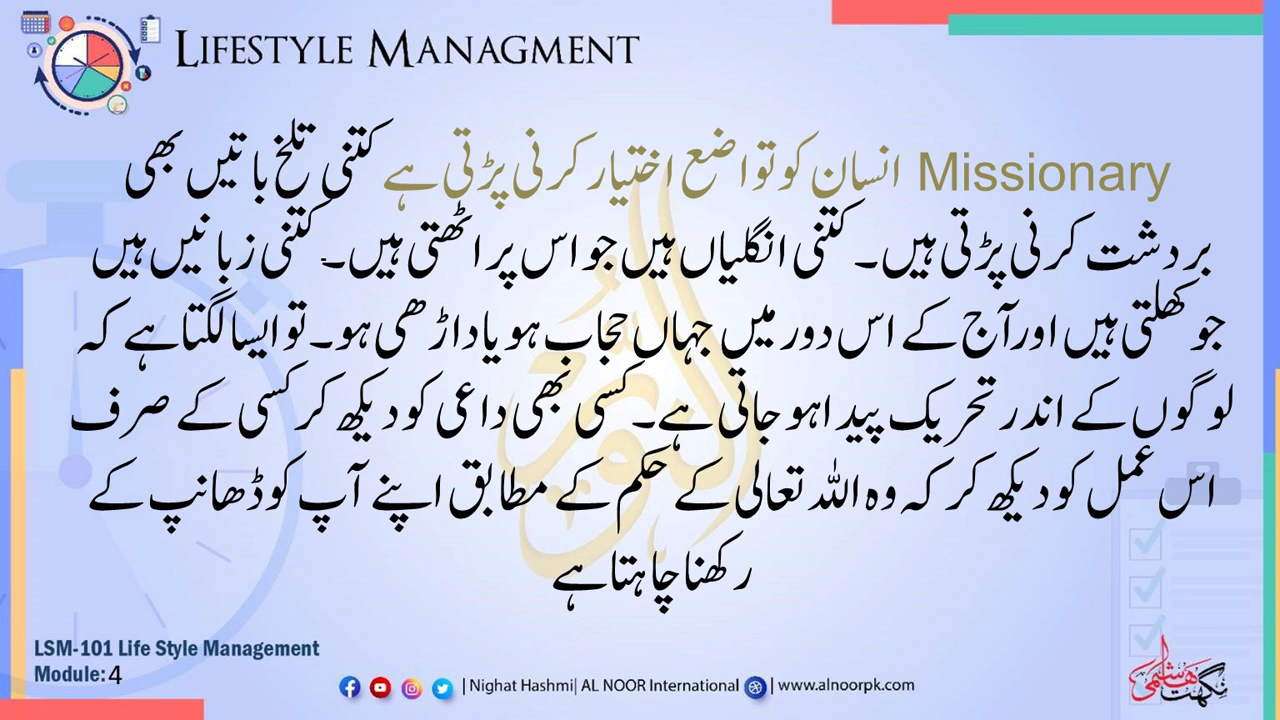 LIFESTYLE MANAGMENT
Missionary انسان کو تواضع اختیار کرنی پڑتی ہے کتنی تلخ باتیں بھی
بردشت کرنی پڑتی ہیں۔ کتنی انگلیاں ہیں جو اس پر اٹھتی ہیں۔ کتنی زبانیں ہیں
جو کھلتی ہیں اور آج کے اس دور میں جہاں حجاب ہو یا داڑھی ہو۔ تو ایسا لگتا ہے کہ
لوگوں کے اندر تحریک پیدا ہو جاتی ہے۔ کسی بھی داعی کو دیکھ کر کسی کے صرف
اس عمل کو دیکھ کر کہ وہ اللہ تعالی کے حکم کے مطابق اپنے آپ کو ڈھانپ کے
رکھنا چاہتا ہے
النور
LSM-101 Life Style Management
Module: 4
| Nighat Hashmi| AL NOOR International | www.alnoorpk.com
نگہت ہاشمی